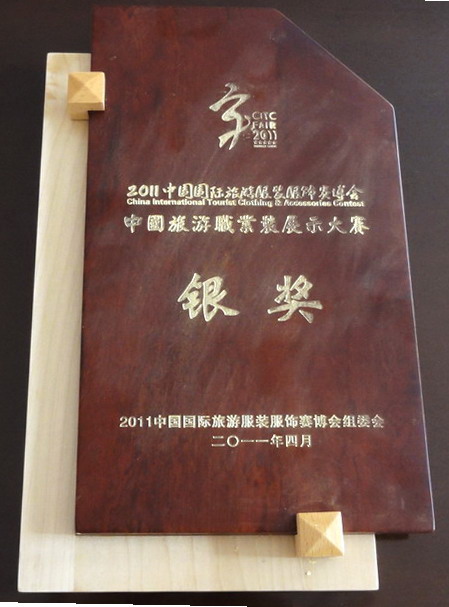 CITC
FAIR
2011
2011中国国际旅游服装服饰赛博会
China International Tourist Clothing & Accessories Contest
中國旅游職業装展示大賽
银奖
2011中国国际旅游服装服饰赛博会组委会
二〇一一年四月